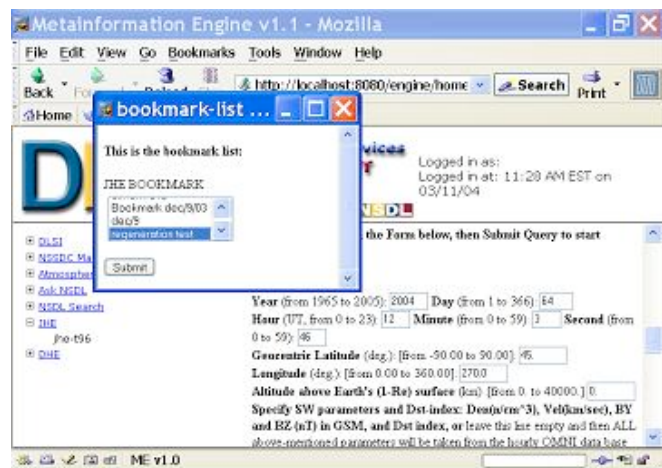 Metainformation Engine v1.1 - Mozilla
File Edit View Go Bookmarks Tools Window Help
Back
http://localhost:8080/engine/home
Search
Print
Home
bookmark-list ...
This is the bookmark list:
JHE BOOKMARK
Bookmark dec/9/03
dec/9
regeneration test
Submit
Logged in as:
Logged in at: 11:28 AM EST on
03/11/04
DLSI
NSSDC Ma
Atmosphe
Ask NSDL
NSDL Search
JHE
jhe-t96
DHE
the Form below, then Submit Query to start
Year (from 1965 to 2005): 2004 Day (from 1 to 366): 64
Hour (UT, from 0 to 23): 12 Minute (from 0 to 59): 3 Second (from
0 to 59): 46
Geocentric Latitude (deg.): [from -90.00 to 90.00]: 45.
Longitude (deg.): [from 0.00 to 360.00]: 270.0
Altitude above Earth's (1-Re) surface (km): [from 0. to 40000.] 0.
Specify SW parameters and Dst-index: Den(n/cm^3), Vel(km/sec), BY
and BZ (nT) in GSM, and Dst index, or leave this line empty and then ALL
above-mentioned parameters will be taken from the hourly OMNI data base
ME v1.0